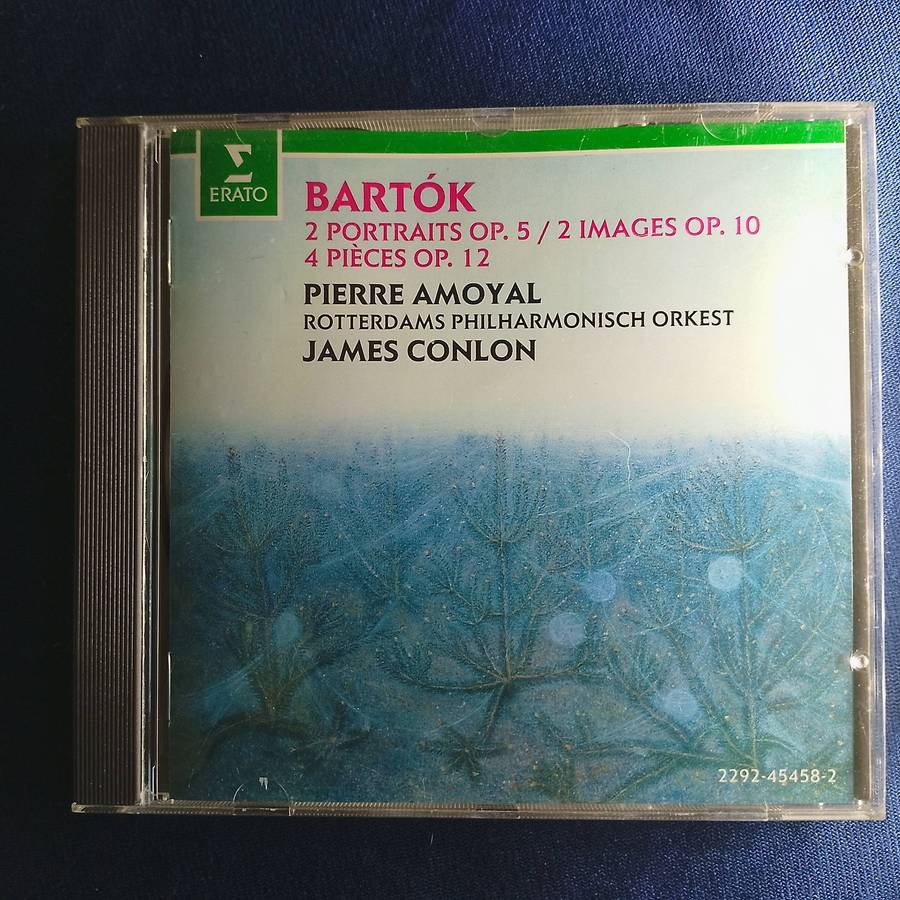 ERATO
BARTÓK
2 PORTRAITS OP. 5 / 2 IMAGES OP. 10
4 PIÈCES OP. 12
PIERRE AMOYAL
ROTTERDAMS PHILHARMONISCH ORKEST
JAMES CONLON
2292-45458-2